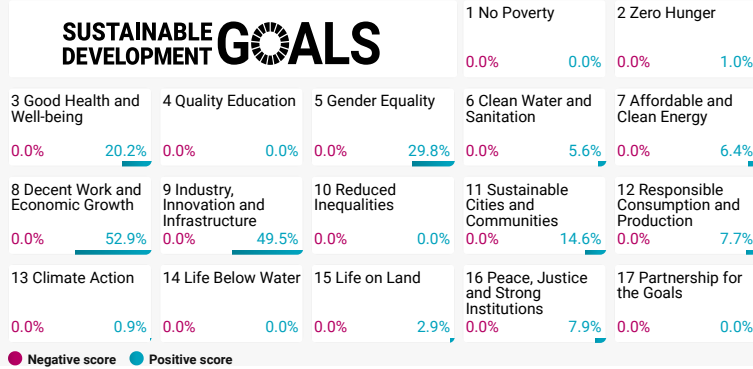 SUSTAINABLE
DEVELOPMENT
GOALS
1 No Poverty
0.0% 0.0%
2 Zero Hunger
0.0% 1.0%
3 Good Health and
Well-being
0.0% 20.2%
4 Quality Education
0.0% 0.0%
5 Gender Equality
0.0% 29.8%
6 Clean Water and
Sanitation
0.0% 5.6%
7 Affordable and
Clean Energy
0.0% 6.4%
8 Decent Work and
Economic Growth
0.0% 52.9%
9 Industry,
Innovation and
Infrastructure
0.0% 49.5%
10 Reduced
Inequalities
0.0% 0.0%
11 Sustainable
Cities and
Communities
0.0% 14.6%
12 Responsible
Consumption and
Production
0.0% 7.7%
13 Climate Action
0.0% 0.9%
14 Life Below Water
0.0% 0.0%
15 Life on Land
0.0% 2.9%
16 Peace, Justice
and Strong
Institutions
0.0% 7.9%
17 Partnership for
the Goals
0.0% 0.0%
Negative score Positive score